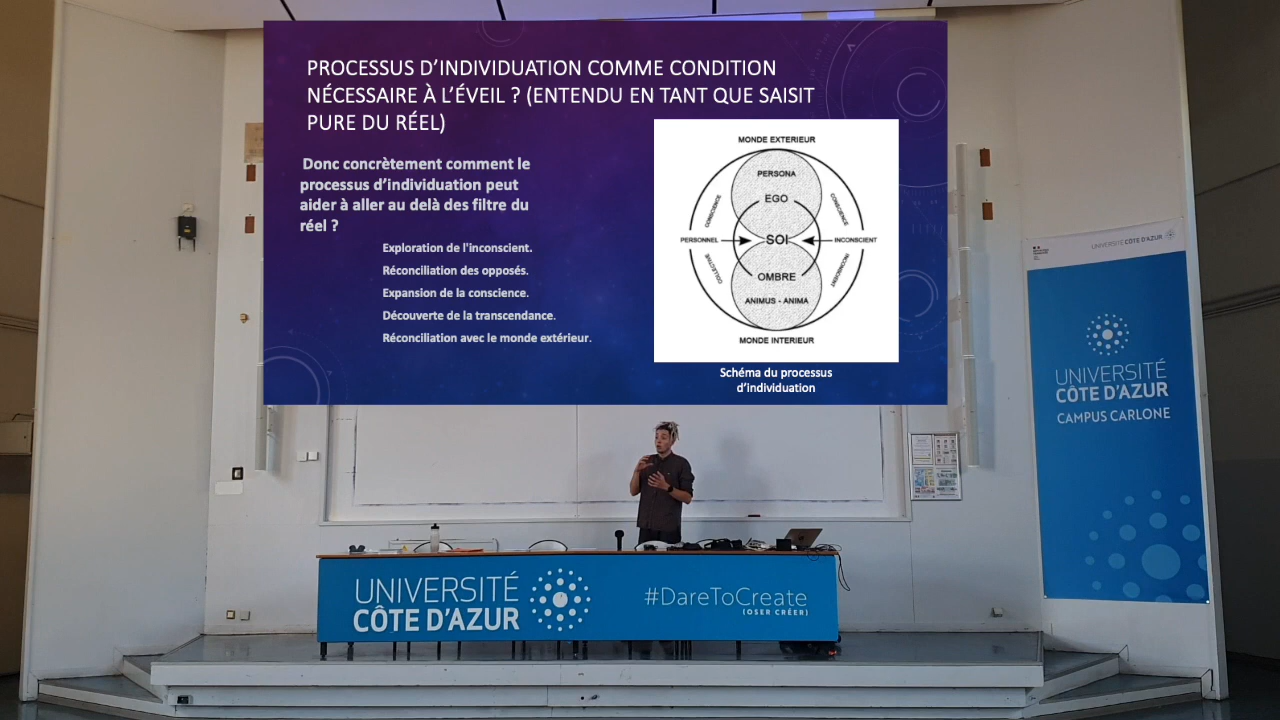 PROCESSUS D'INDIVIDUATION COMME CONDITION
NÉCESSAIRE À L'ÉVEIL ? (ENTENDU EN TANT QUE SAISIT
PURE DU RÉEL)
Donc concrètement comment le
processus d'individuation peut
aider à aller au delà des filtre du
réel ?
Exploration de l'inconscient.
Réconciliation des opposés.
Expansion de la conscience.
Découverte de la transcendance.
Réconciliation avec le monde extérieur.
MONDE EXTERIEUR
PERSONA
EGO
CONSCIENCE
CONSCIENCE
PERSONNEL
SOI
INCONSCIENT
COLLECTIVE
INCONSCIENT
OMBRE
ANIMUS - ANIMA
MONDE INTERIEUR
Schéma du processus
d'individuation
UNIVERSITÉ CÔTE D'AZUR
UNIVERSITÉ
CÔTE D'AZUR
CAMPUS CARLONE
UNIVERSITÉ
CÔTE D'AZUR
#DareToCreate
(OSER CRÉER)